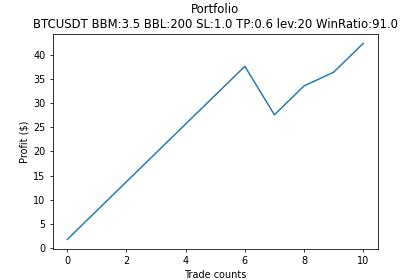 Portfolio
BTCUSDT BBM:3.5 BBL:200 SL:1.0 TP:0.6 lev:20 WinRatio:91.0
40
35
30
25
20
15
10
5
0
Profit ($)
0 2 4 6 8 10
Trade counts